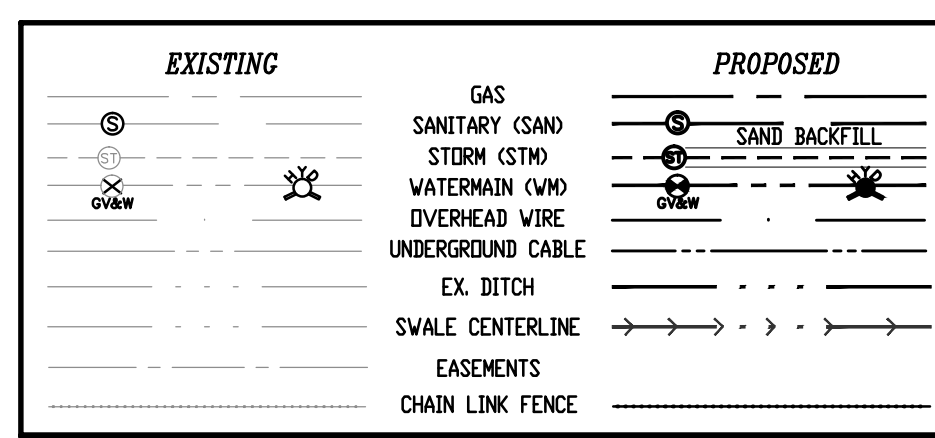 EXISTING PROPOSED
GAS
S SANITARY (SAN) S
SAND BACKFILL
ST STORM (STM) ST
HYD WATERMAIN (WM) HYD
GV&W GV&W
OVERHEAD WIRE
UNDERGROUND CABLE
EX. DITCH
SWALE CENTERLINE
EASEMENTS
CHAIN LINK FENCE